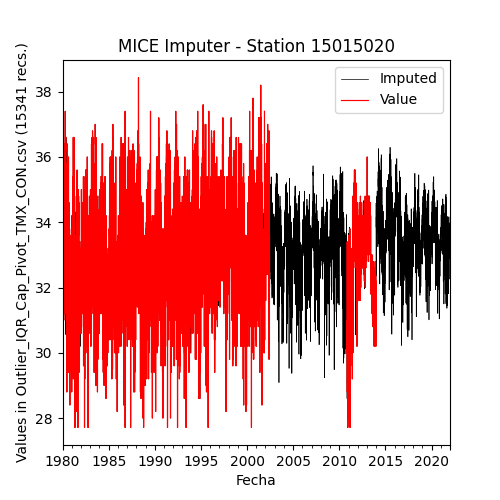 MICE Imputer - Station 15015020
Imputed
Value
Values in Outlier_IQR_Cap_Pivot_TMX_CON.csv (15341 recs.)
38
36
34
32
30
28
1980 1985 1990 1995 2000 2005 2010 2015 2020
Fecha